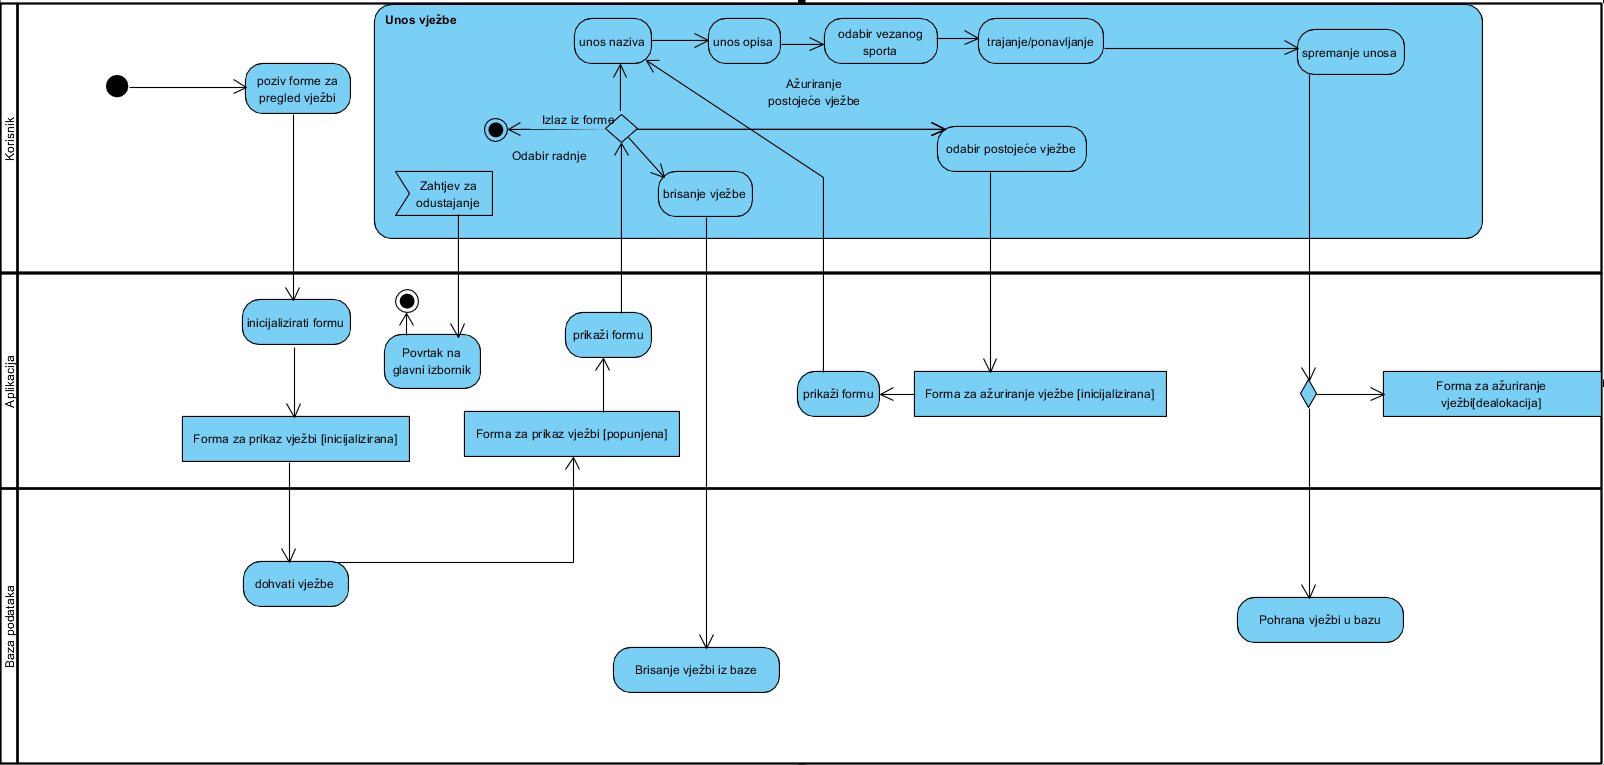 Korisnik
Unos vježbe
poziv forme za
pregled vježbi
unos naziva
unos opisa
odabir vezanog
sporta
trajanje/ponavljanje
spremanje unosa
Ažuriranje
postojeće vježbe
Izlaz iz forme
Odabir radnje
odabir postojeće vježbe
Zahtjev za
odustajanje
brisanje vježbe
Aplikacija
inicijalizirati formu
Povrtak na
glavni izbornik
prikaži formu
prikaži formu
Forma za ažuriranje vježbe [inicijalizirana]
Forma za ažuriranje
vježbi[dealokacija]
Forma za prikaz vježbi [inicijalizirana]
Forma za prikaz vježbi [popunjena]
Baza podataka
dohvati vježbe
Brisanje vježbi iz baze
Pohrana vježbi u bazu